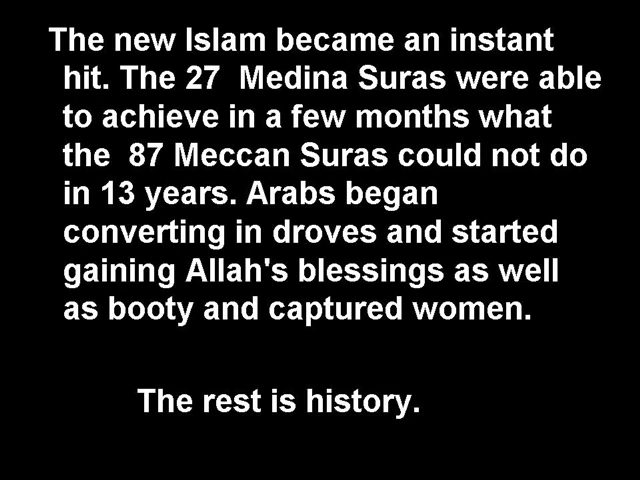 The new Islam became an instant
hit. The 27 Medina Suras were able
to achieve in a few months what
the 87 Meccan Suras could not do
in 13 years. Arabs began
converting in droves and started
gaining Allah's blessings as well
as booty and captured women.
The rest is history.